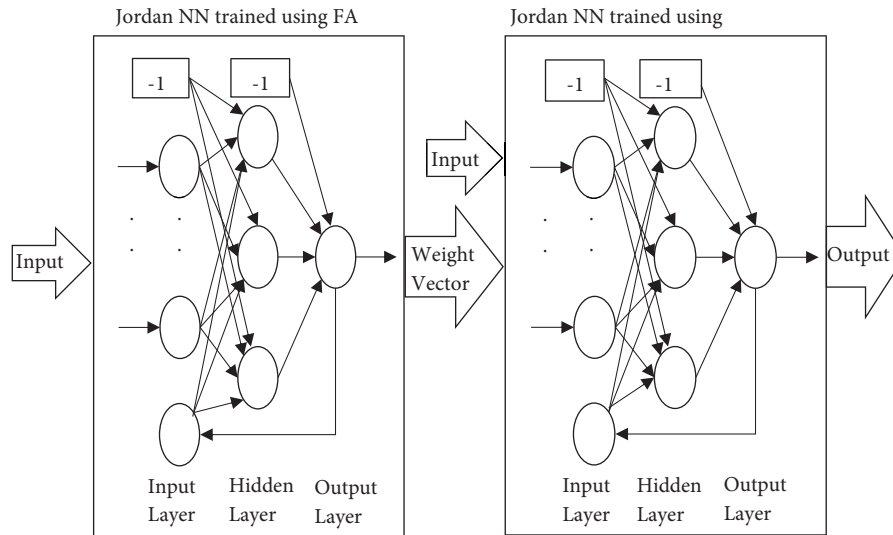 Jordan NN trained using FA
-1
-1
Input
Weight
Vector
Input
Layer
Hidden
Layer
Output
Layer
Jordan NN trained using
-1
-1
Input
Output
Input
Layer
Hidden
Layer
Output
Layer